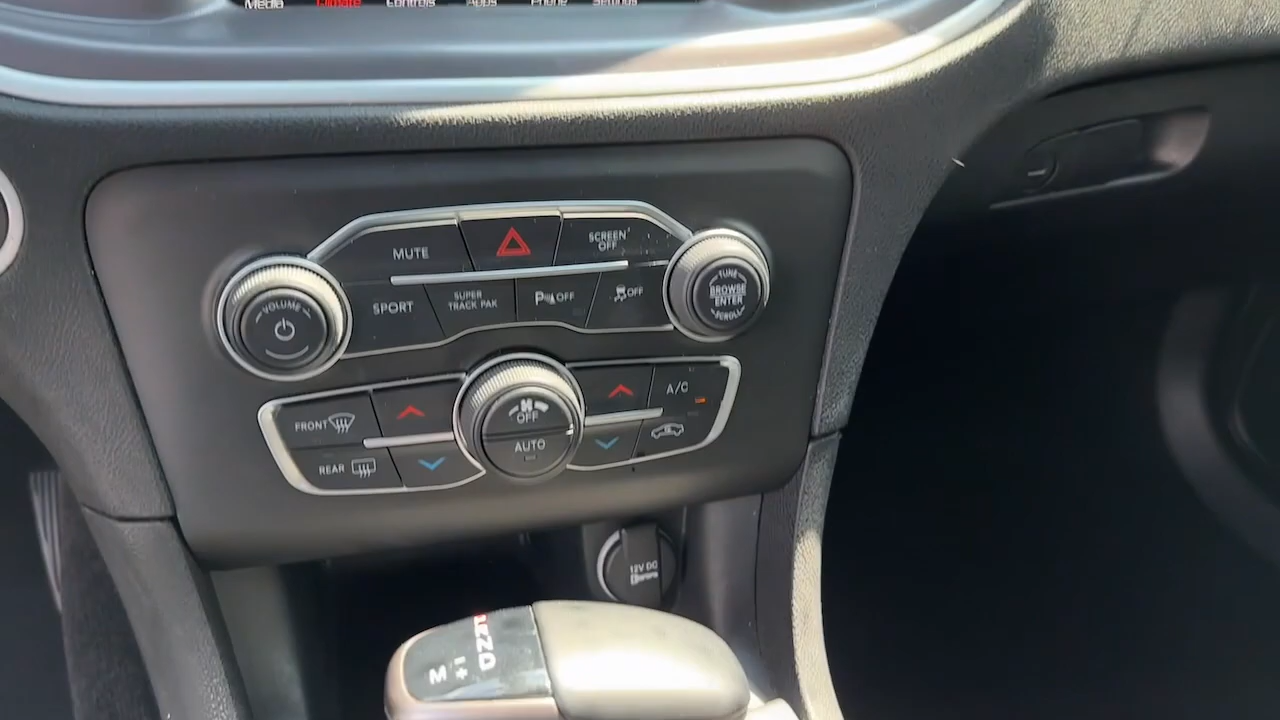 Media Climate Controls Apps Phone Settings
MUTE
SCREEN
OFF
VOLUME
SPORT
SUPER
TRACK PAK
P OFF
OFF
TUNE
BROWSE
ENTER
SCROLL
FRONT
OFF
AUTO
A/C
REAR
12V DC
R
N
D
M
+
-